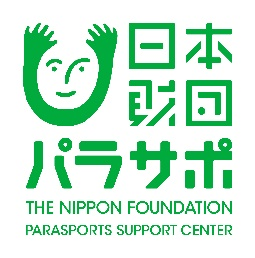 日本
財団
パラサポ
THE NIPPON FOUNDATION
PARASPORTS SUPPORT CENTER